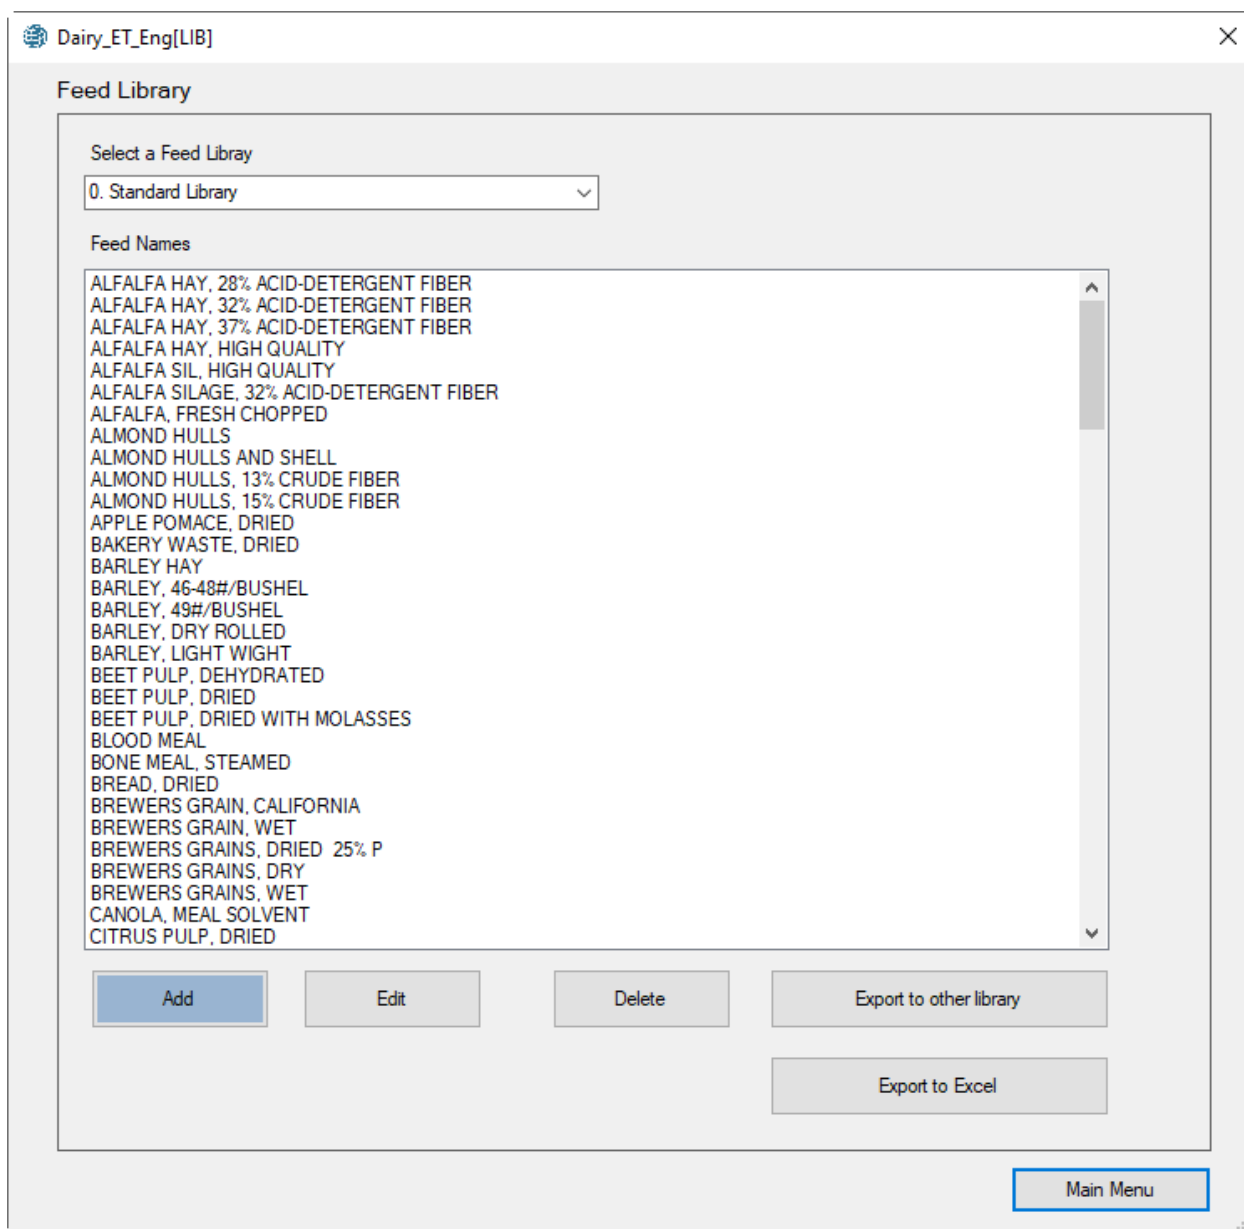 Dairy_ET_Eng[LIB]
Feed Library
Select a Feed Libray
0. Standard Library
Feed Names
ALFALFA HAY, 28% ACID-DETERGENT FIBER
ALFALFA HAY, 32% ACID-DETERGENT FIBER
ALFALFA HAY, 37% ACID-DETERGENT FIBER
ALFALFA HAY, HIGH QUALITY
ALFALFA SIL, HIGH QUALITY
ALFALFA SILAGE, 32% ACID-DETERGENT FIBER
ALFALFA, FRESH CHOPPED
ALMOND HULLS
ALMOND HULLS AND SHELL
ALMOND HULLS, 13% CRUDE FIBER
ALMOND HULLS, 15% CRUDE FIBER
APPLE POMACE, DRIED
BAKERY WASTE, DRIED
BARLEY HAY
BARLEY, 46-48#/BUSHEL
BARLEY, 49#/BUSHEL
BARLEY, DRY ROLLED
BARLEY, LIGHT WIGHT
BEET PULP, DEHYDRATED
BEET PULP, DRIED
BEET PULP, DRIED WITH MOLASSES
BLOOD MEAL
BONE MEAL, STEAMED
BREAD, DRIED
BREWERS GRAIN, CALIFORNIA
BREWERS GRAIN, WET
BREWERS GRAINS, DRIED  25% P
BREWERS GRAINS, DRY
BREWERS GRAINS, WET
CANOLA, MEAL SOLVENT
CITRUS PULP, DRIED
Add Edit Delete Export to other library
Export to Excel
Main Menu